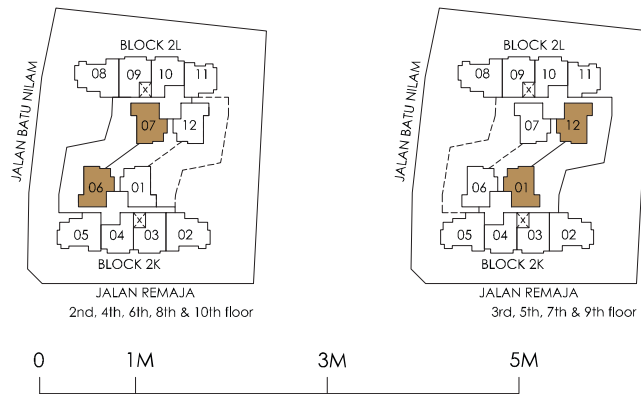 BLOCK 2L
08 09 10 11
X
07 12
06 01
X
05 04 03 02
BLOCK 2K
JALAN BATU NILAM
JALAN REMAJA
2nd, 4th, 6th, 8th & 10th floor
BLOCK 2L
08 09 10 11
X
07 12
06 01
X
05 04 03 02
BLOCK 2K
JALAN BATU NILAM
JALAN REMAJA
3rd, 5th, 7th & 9th floor
0 1M 3M 5M